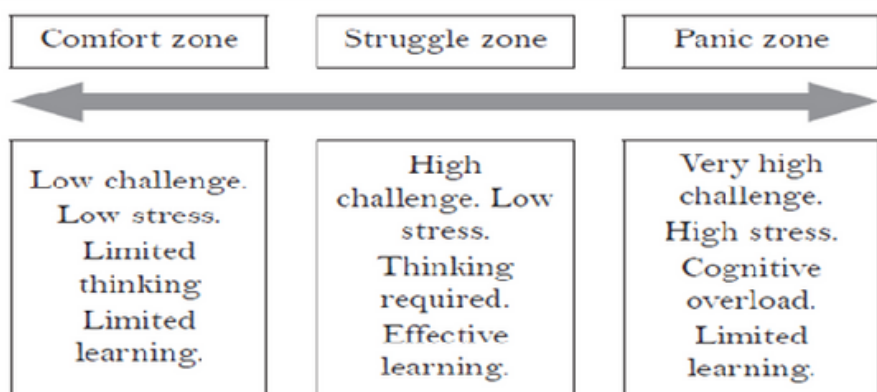 Comfort zone
Struggle zone
Panic zone
Low challenge.
Low stress.
Limited
thinking
Limited
learning.
High
challenge. Low
stress.
Thinking
required.
Effective
learning.
Very high
challenge.
High stress.
Cognitive
overload.
Limited
learning.